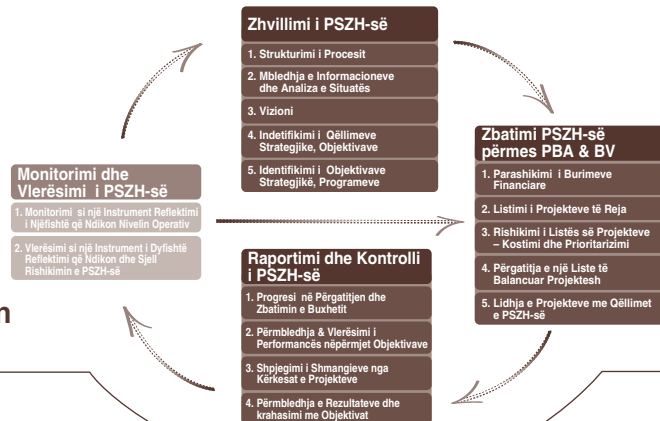 Zhvillimi i PSZH-së
1. Strukturimi i Procesit
2. Mbledhja e Informacioneve
dhe Analiza e Situatës
3. Vizioni
4. Indetifikimi i Qëllimeve
Strategjike, Objektivave
5. Identifikimi i Objektivave
Strategjikë, Programeve
Zbatimi PSZH-së
përmes PBA & BV
1. Parashikimi i Burimeve
Financiare
2. Listimi i Projekteve të Reja
3. Rishikimi i Listës së Projekteve
– Kostimi dhe Prioritarizimi
4. Përgatitja e një Liste të
Balancuar Projektesh
5. Lidhja e Projekteve me Qëllimet
e PSZH-së
Monitorimi dhe
Vlerësimi i PSZH-së
1. Monitorimi si një Instrument Reflektimi
i Njëfishtë që Ndikon Nivelin Operativ
2. Vlerësimi si një Instrument i Dyfishtë
Reflektimi që Ndikon dhe Sjell
Rishikimin e PSZH-së
Raportimi dhe Kontrolli
i PSZH-së
1. Progresi në Përgatitjen dhe
Zbatimin e Buxhetit
2. Përmbledhja & Vlerësimi i
Performancës nëpërmjet Objektivave
3. Shpjegimi i Shmangieve nga
Kërkesat e Projekteve
4. Përmbledhja e Rezultateve dhe
krahasimi me Objektivat
n